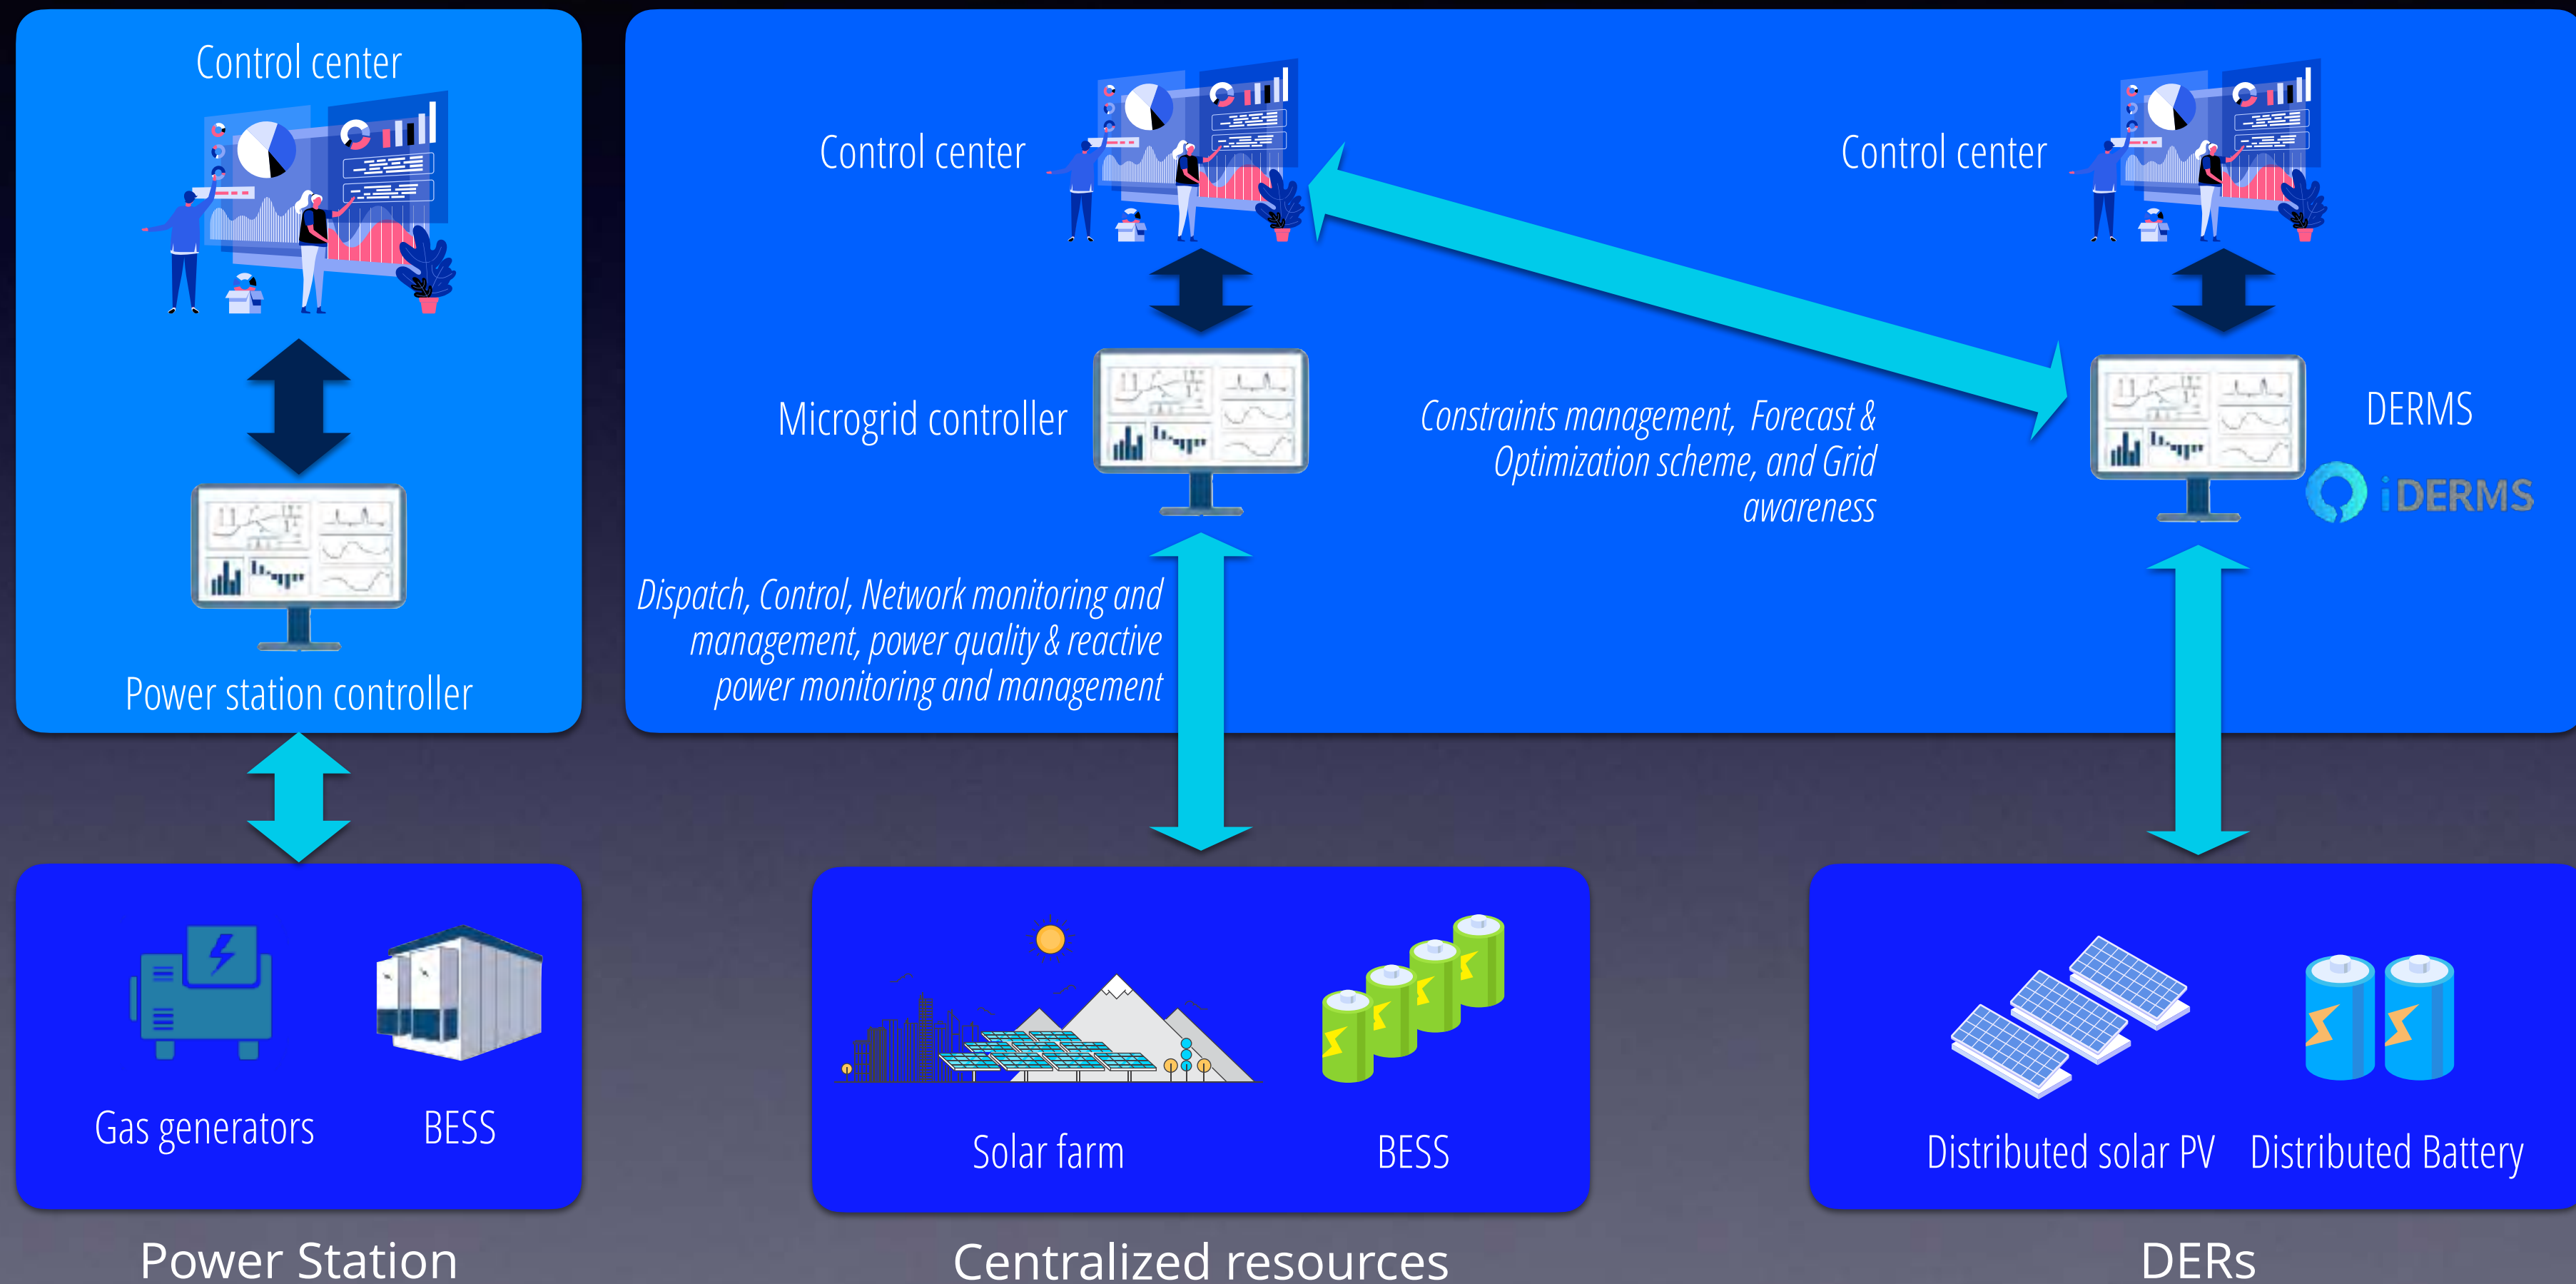 Control center
Power station controller
Gas generators
BESS
Power Station
Control center
Microgrid controller
Dispatch, Control, Network monitoring and
management, power quality & reactive
power monitoring and management
Constraints management, Forecast &
Optimization scheme, and Grid
awareness
Solar farm
BESS
Centralized resources
Control center
DERMS
iDERMS
Distributed solar PV
Distributed Battery
DERs